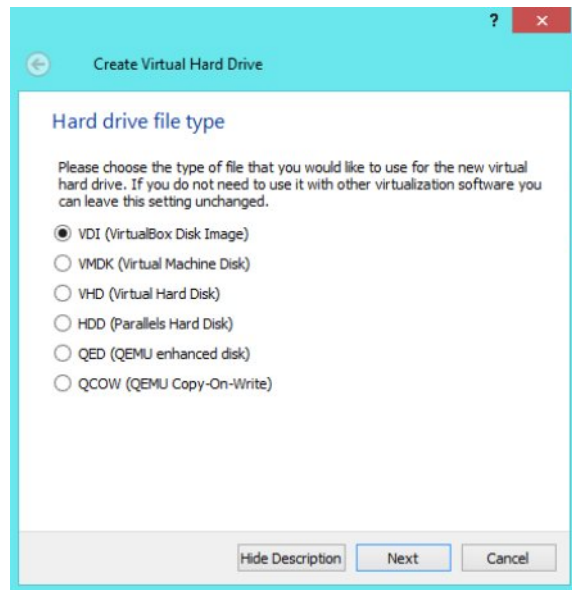 ?
Create Virtual Hard Drive
Hard drive file type
Please choose the type of file that you would like to use for the new virtual
hard drive. If you do not need to use it with other virtualization software you
can leave this setting unchanged.
VDI (VirtualBox Disk Image)
VMDK (Virtual Machine Disk)
VHD (Virtual Hard Disk)
HDD (Parallels Hard Disk)
QED (QEMU enhanced disk)
QCOW (QEMU Copy-On-Write)
Hide Description Next Cancel